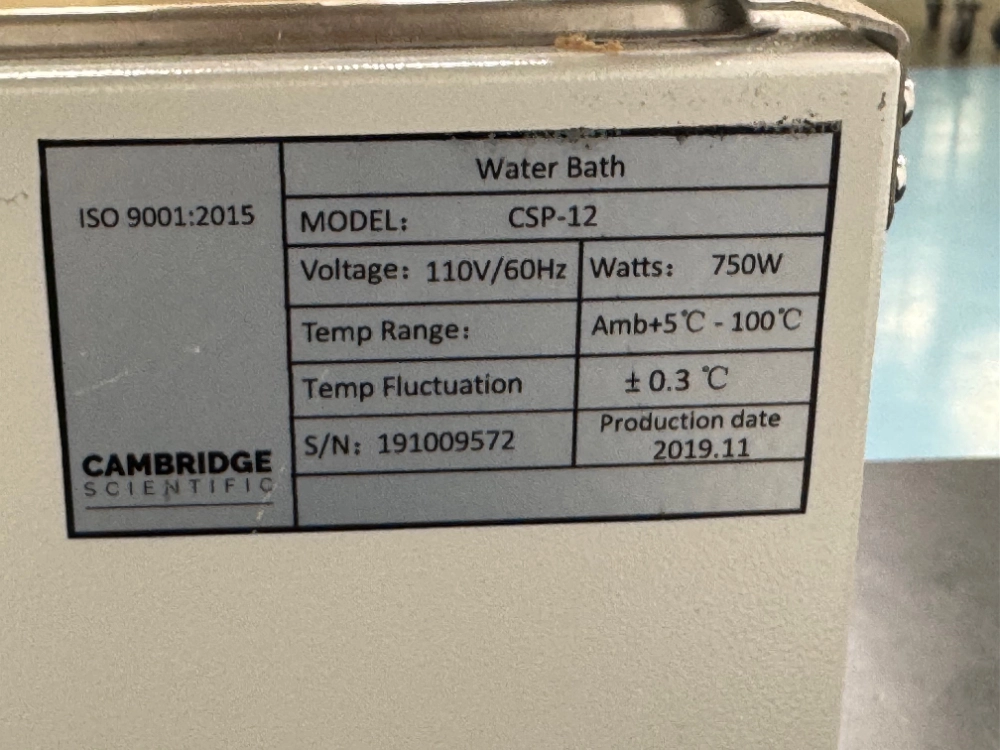 Water Bath
ISO 9001:2015
MODEL: CSP-12
Voltage: 110V/60Hz Watts: 750W
Temp Range: Amb+5℃ - 100℃
Temp Fluctuation ± 0.3 ℃
S/N: 191009572 Production date
2019.11
CAMBRIDGE
SCIENTIFIC